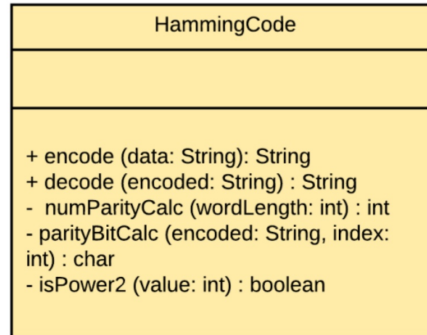 HammingCode
+ encode (data: String): String
+ decode (encoded: String) : String
- numParityCalc (wordLength: int) : int
- parityBitCalc (encoded: String, index:
int) : char
- isPower2 (value: int) : boolean